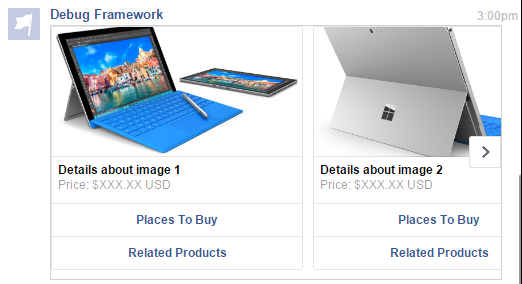 Debug Framework
3:00pm
Details about image 1
Price: $XXX.XX USD
Places To Buy
Related Products
Details about image 2
Price: $XXX.XX USD
Places To Buy
Related Products